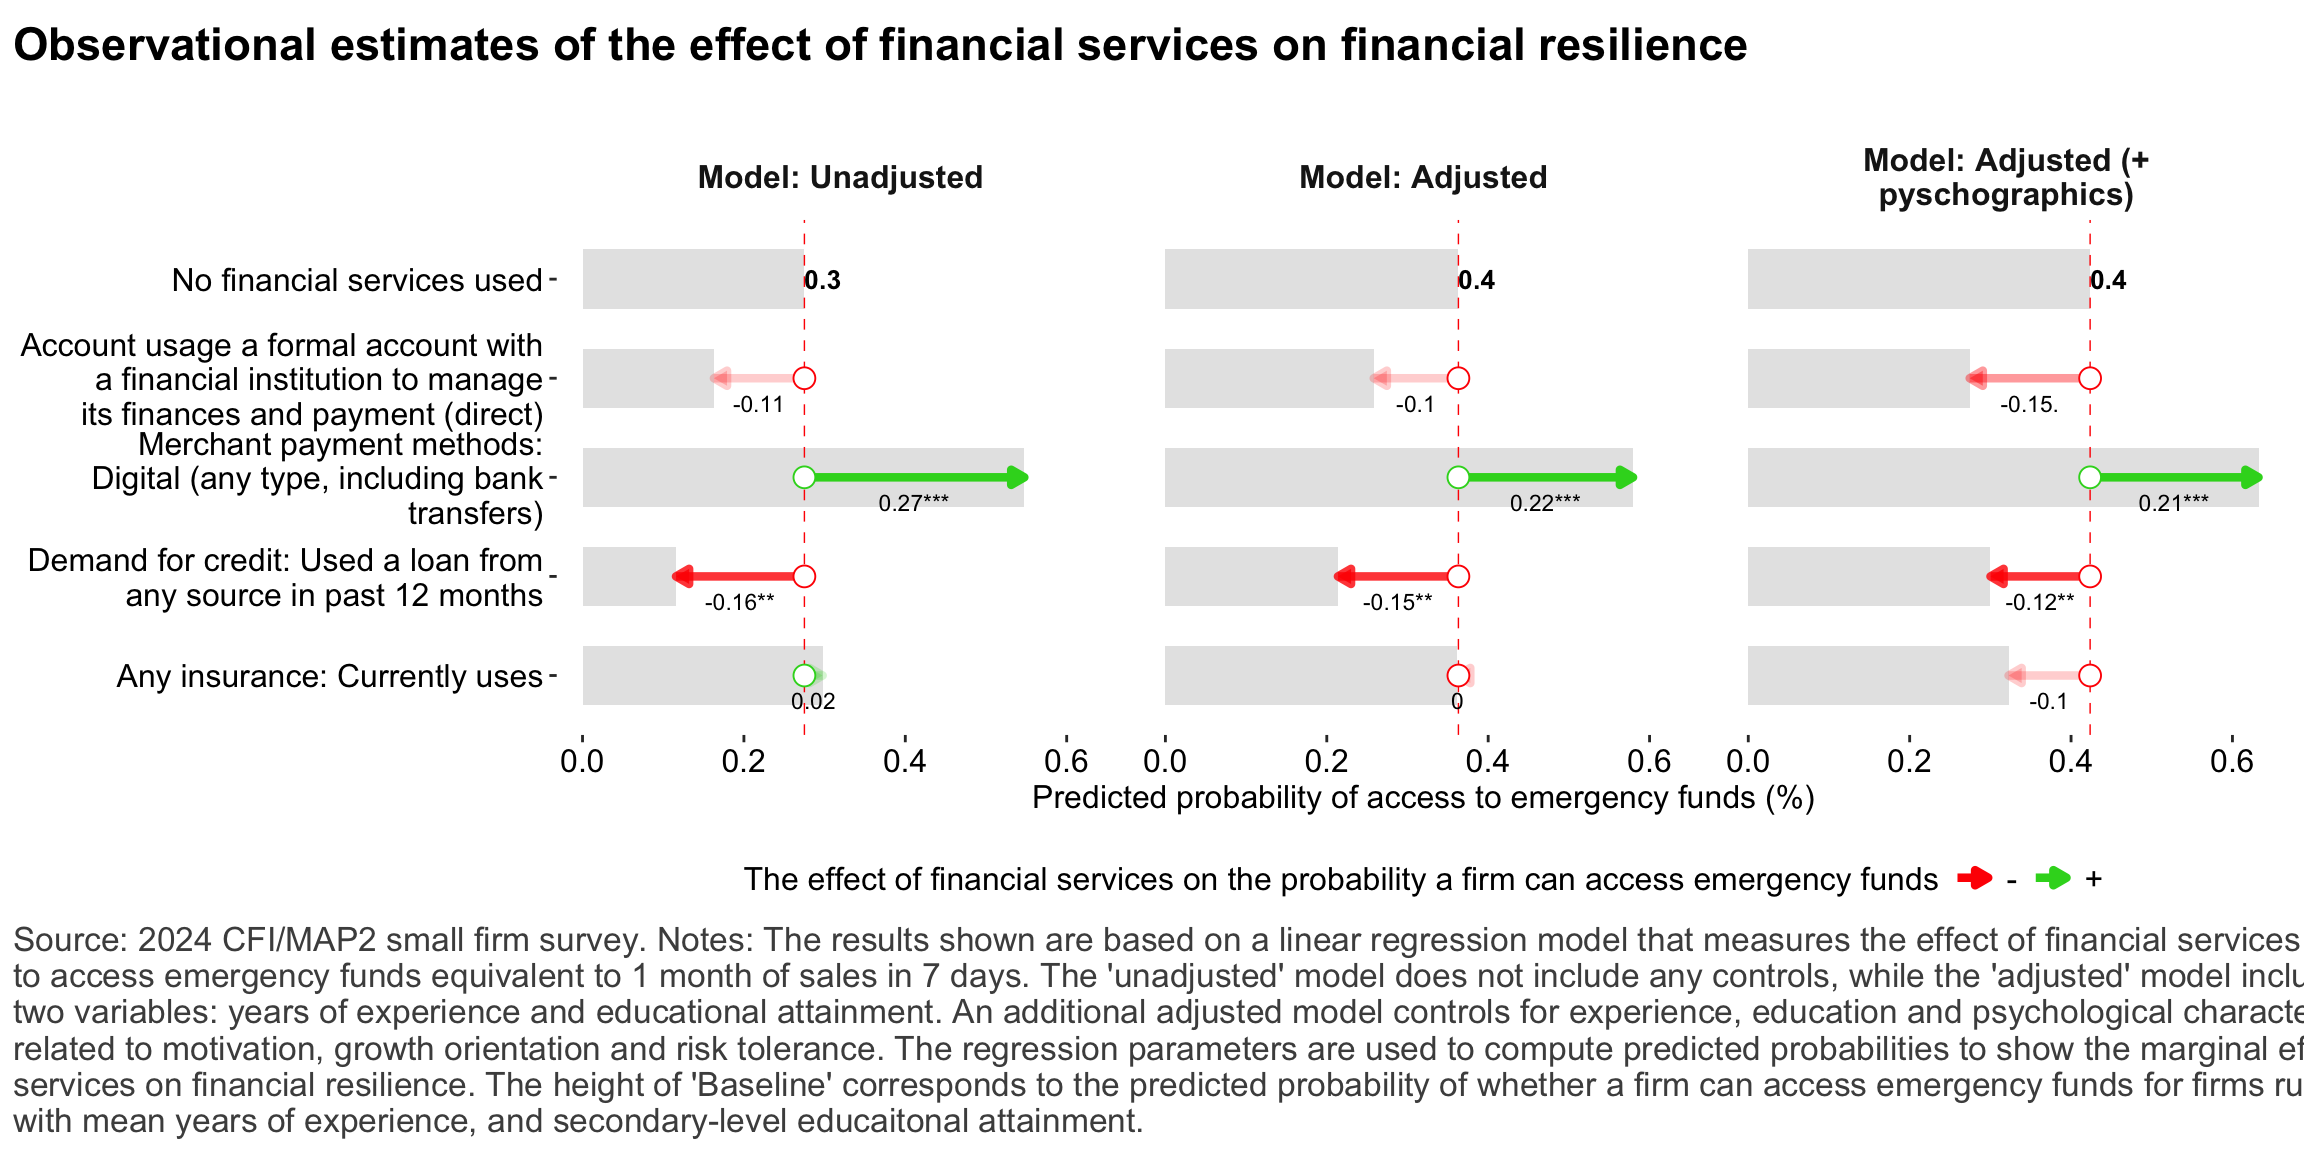 Observational estimates of the effect of financial services on financial resilience
Model: Unadjusted
Model: Adjusted
Model: Adjusted (+
pyschographics)
No financial services used
0.3
0.4
0.4
Account usage a formal account with
a financial institution to manage
its finances and payment (direct)
-0.11
-0.1
-0.15.
Merchant payment methods:
Digital (any type, including bank
transfers)
0.27***
0.22***
0.21***
Demand for credit: Used a loan from
any source in past 12 months
-0.16**
-0.15**
-0.12**
Any insurance: Currently uses
0.02
0
-0.1
0.0 0.2 0.4 0.6 0.0 0.2 0.4 0.6 0.0 0.2 0.4 0.6
Predicted probability of access to emergency funds (%)
The effect of financial services on the probability a firm can access emergency funds - +
Source: 2024 CFI/MAP2 small firm survey. Notes: The results shown are based on a linear regression model that measures the effect of financial services
to access emergency funds equivalent to 1 month of sales in 7 days. The 'unadjusted' model does not include any controls, while the 'adjusted' model
two variables: years of experience and educational attainment. An additional adjusted model controls for experience, education and psychological
related to motivation, growth orientation and risk tolerance. The regression parameters are used to compute predicted probabilities to show the marginal
services on financial resilience. The height of 'Baseline' corresponds to the predicted probability of whether a firm can access emergency funds for firms
with mean years of experience, and secondary-level educaitonal attainment.